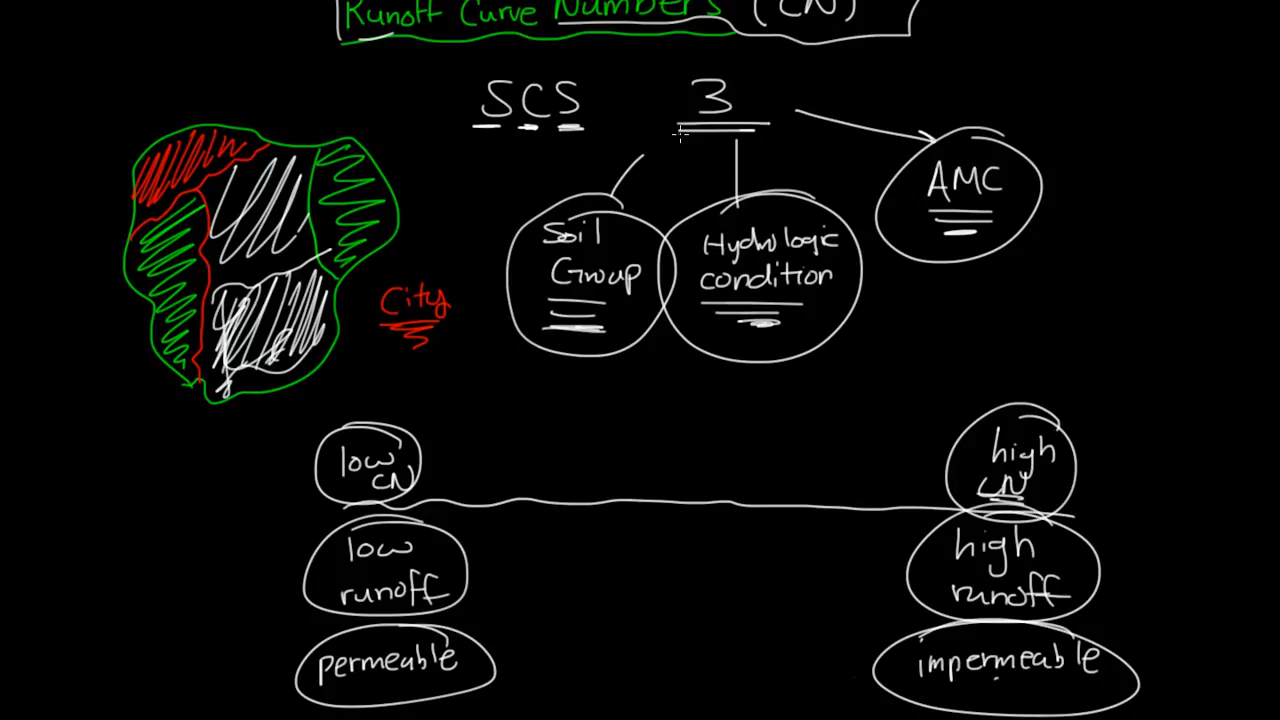 Runoff Curve Numbers (CN)
SCS 3
AMC
Soil
Group
Hydrologic
condition
City
low
CN
high
CN
low
runoff
high
runoff
permeable
impermeable